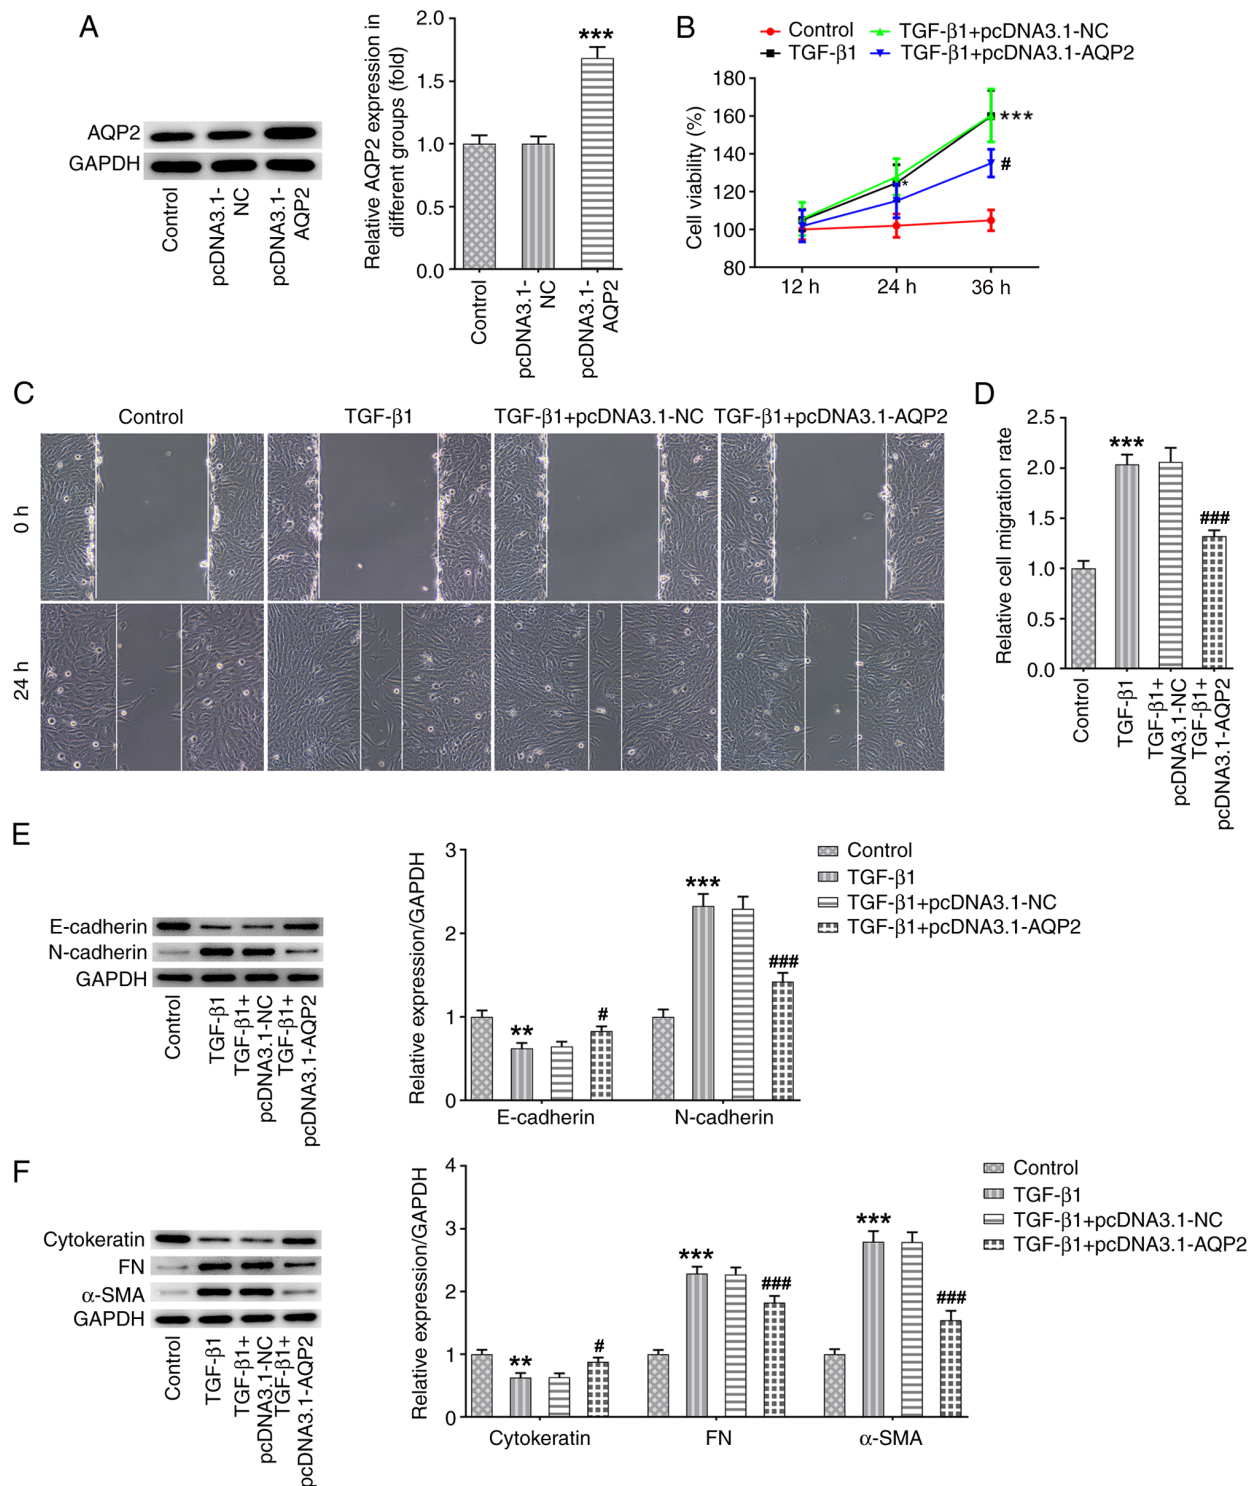 A
AQP2
GAPDH
Control
pcDNA3.1-
NC
pcDNA3.1-
AQP2
Relative AQP2 expression in
different groups (fold)
2.0
1.5
1.0
0.5
0.0
***
Control
pcDNA3.1-
NC
pcDNA3.1-
AQP2
B
Control
TGF-β1
TGF-β1+pcDNA3.1-NC
TGF-β1+pcDNA3.1-AQP2
Cell viability (%)
180
160
140
120
100
80
*
***
#
12 h
24 h
36 h
C
Control
TGF-β1
TGF-β1+pcDNA3.1-NC
TGF-β1+pcDNA3.1-AQP2
0 h
24 h
D
Relative cell migration rate
2.5
2.0
1.5
1.0
0.5
0.0
***
###
Control
TGF-β1
TGF-β1+
pcDNA3.1-NC
TGF-β1+
pcDNA3.1-AQP2
E
E-cadherin
N-cadherin
GAPDH
Control
TGF-β1
TGF-β1+
pcDNA3.1-NC
TGF-β1+
pcDNA3.1-AQP2
Relative expression/GAPDH
3
2
1
0
**
#
***
###
E-cadherin
N-cadherin
Control
TGF-β1
TGF-β1+pcDNA3.1-NC
TGF-β1+pcDNA3.1-AQP2
F
Cytokeratin
FN
α-SMA
GAPDH
Control
TGF-β1
TGF-β1+
pcDNA3.1-NC
TGF-β1+
pcDNA3.1-AQP2
Relative expression/GAPDH
4
3
2
1
0
**
#
***
###
***
###
Cytokeratin
FN
α-SMA
Control
TGF-β1
TGF-β1+pcDNA3.1-NC
TGF-β1+pcDNA3.1-AQP2